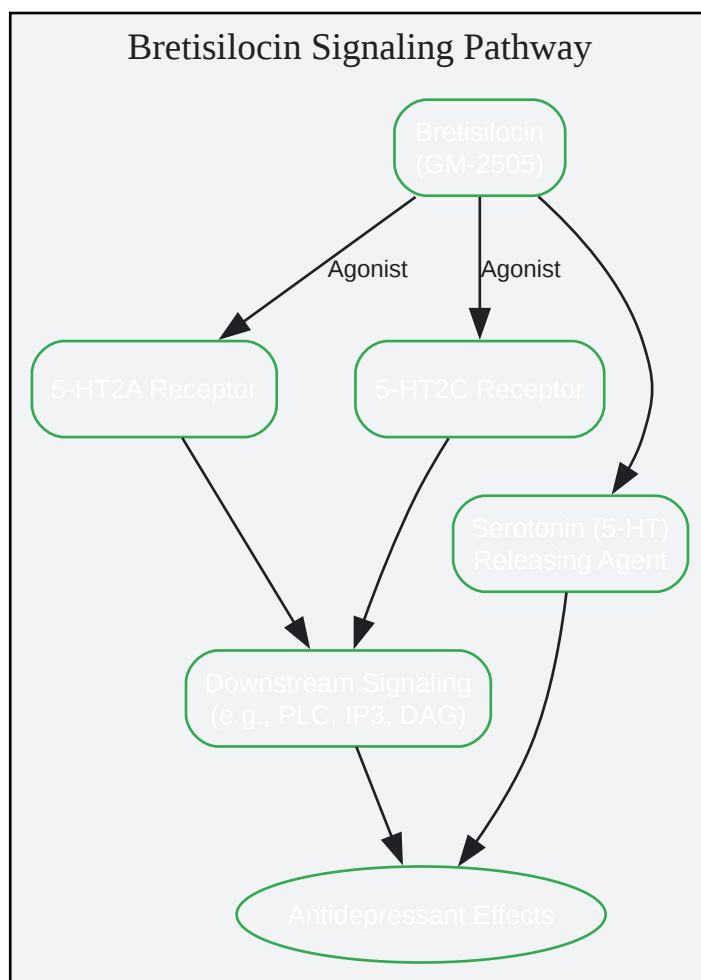 Bretisilocin Signaling Pathway
Bretisilocin
(GM-2505)
Agonist
Agonist
5-HT2A Receptor
5-HT2C Receptor
Serotonin (5-HT)
Releasing Agent
Downstream Signaling
(e.g., PLC, IP3, DAG)
Antidepressant Effects